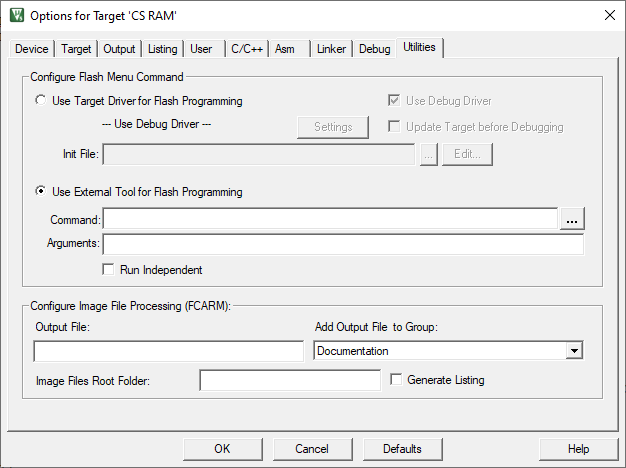 Options for Target 'CS RAM'
Device Target Output Listing User C/C++ Asm Linker Debug Utilities
Configure Flash Menu Command
Use Target Driver for Flash Programming Use Debug Driver
--- Use Debug Driver --- Settings Update Target before Debugging
Init File: ... Edit...
Use External Tool for Flash Programming
Command: ...
Arguments:
Run Independent
Configure Image File Processing (FCARM):
Output File: Add Output File to Group:
Documentation
Image Files Root Folder: Generate Listing
OK Cancel Defaults Help